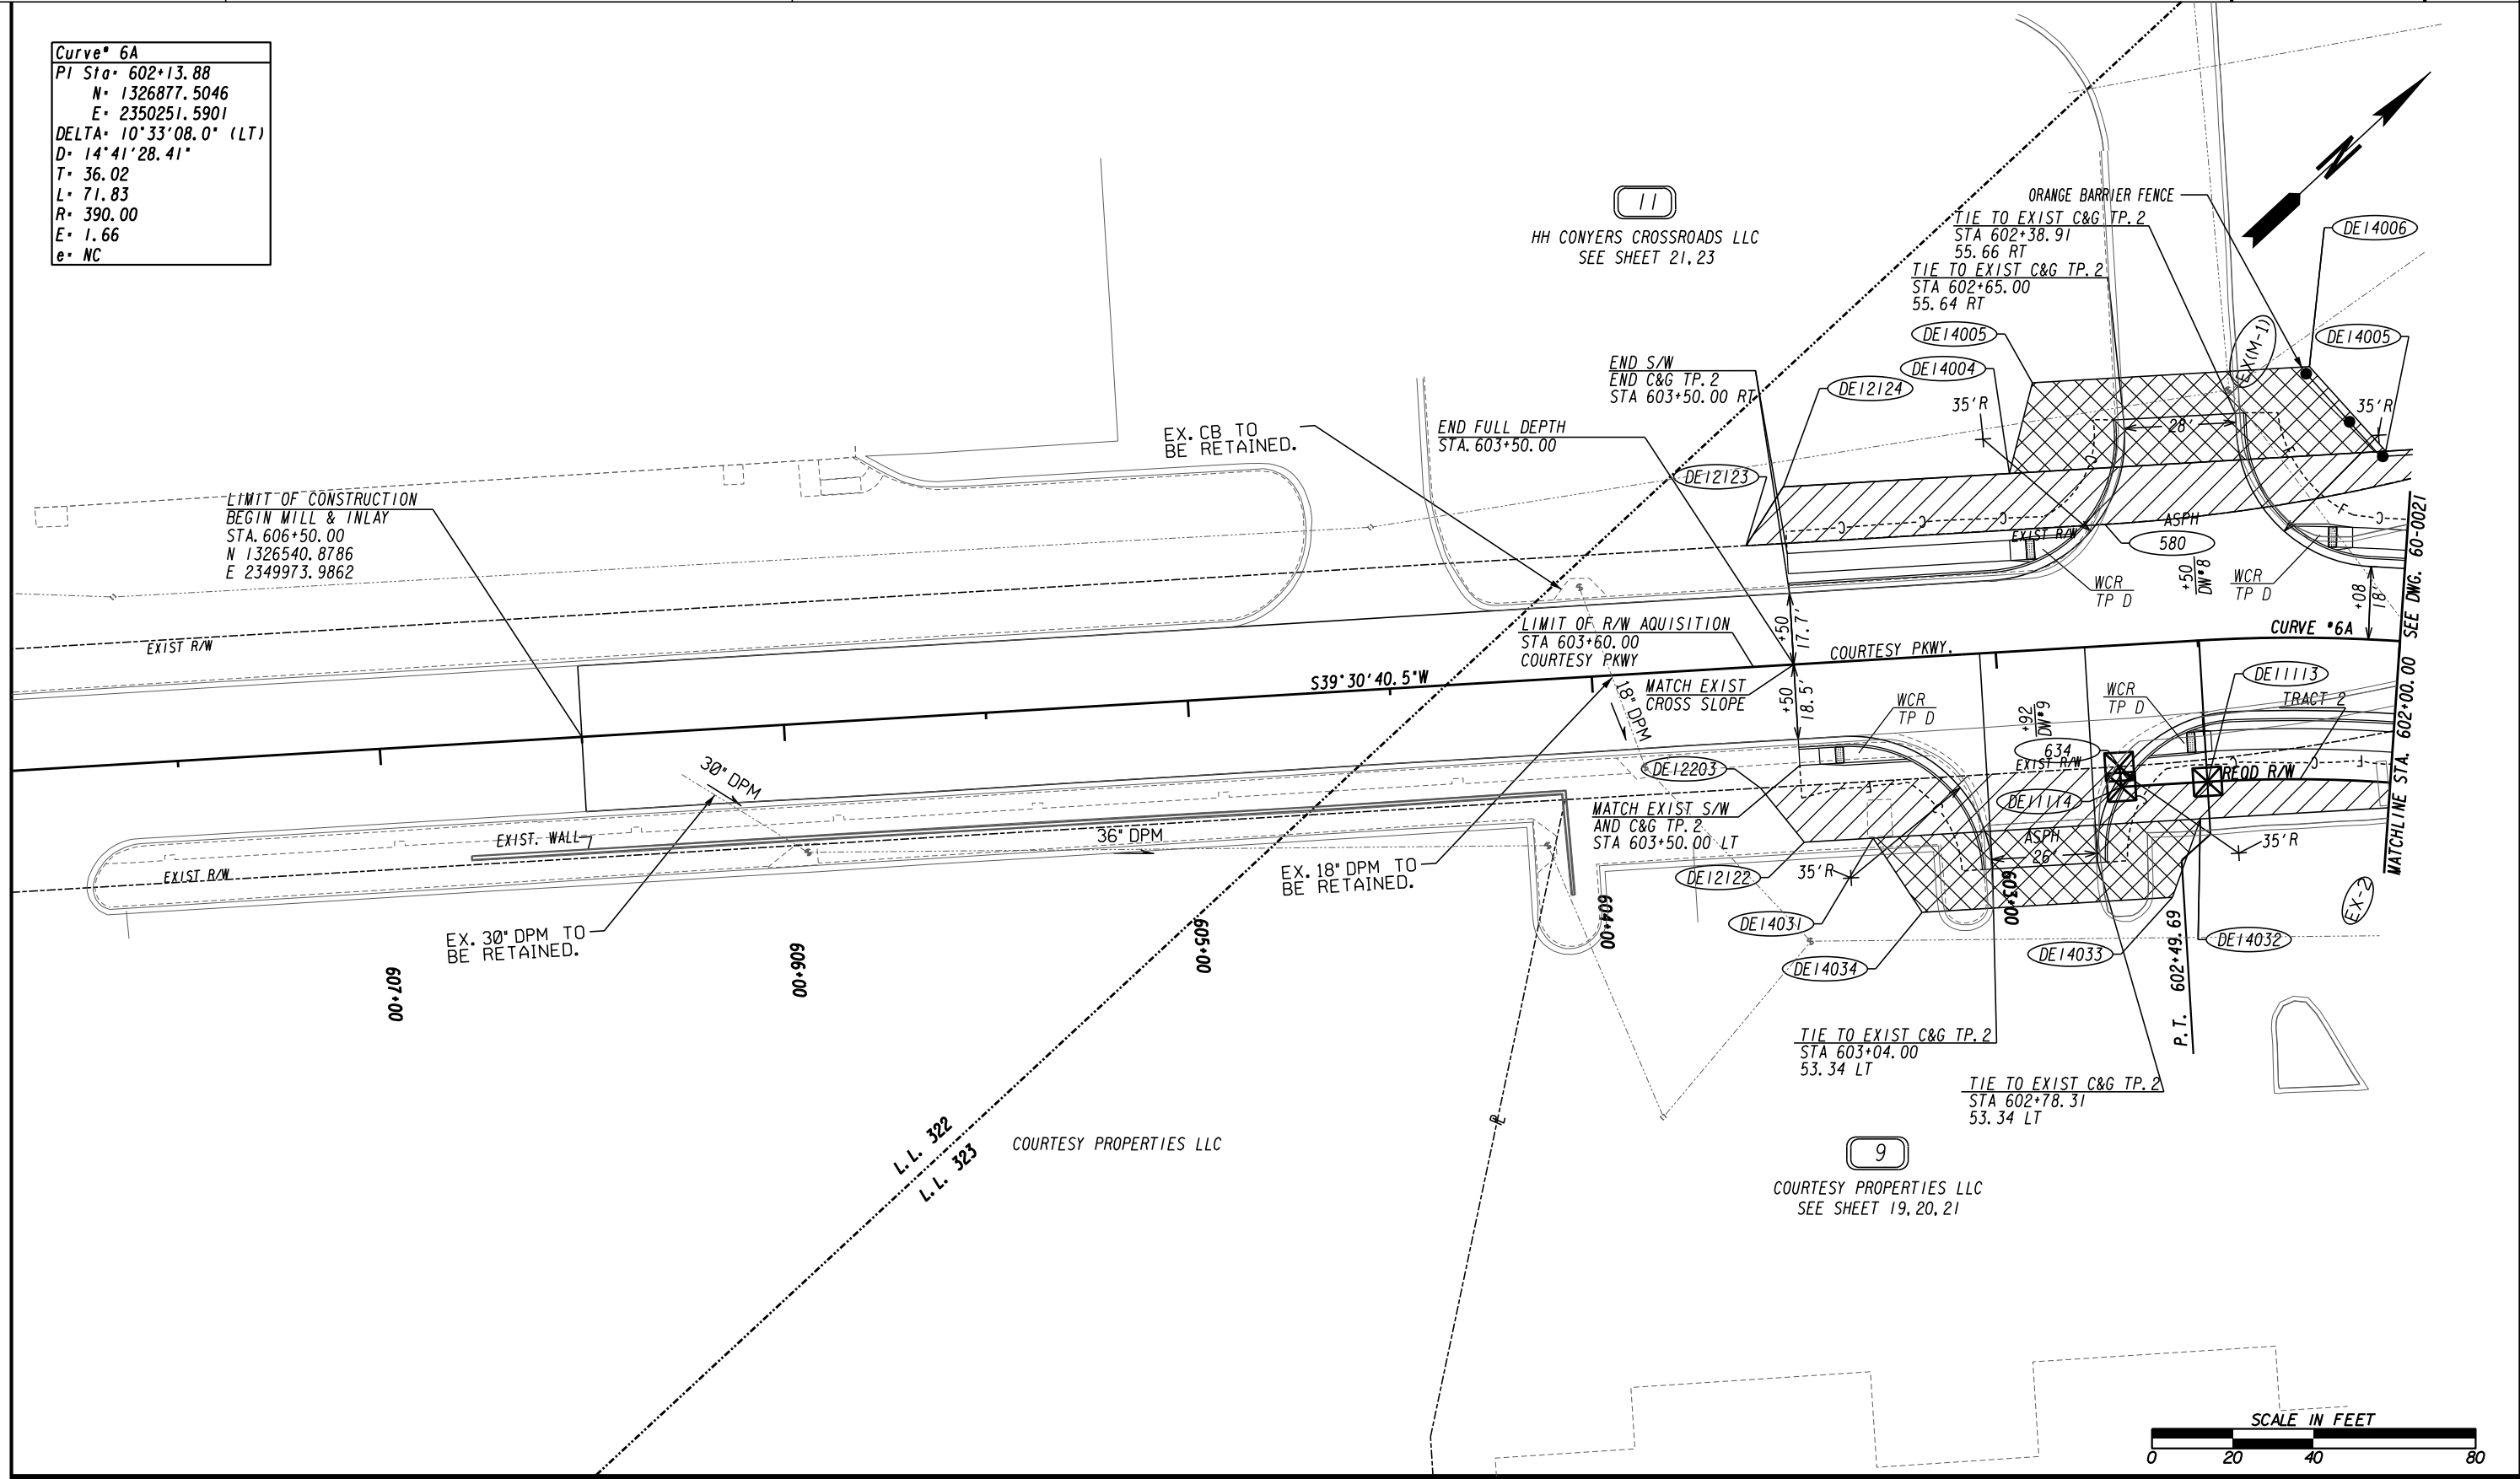 Curve# 6A
PI Sta= 602+13.88
N= 1326877.5046
E= 2350251.5901
DELTA= 10°33'08.0" (LT)
D= 14°41'28.41"
T= 36.02
L= 71.83
R= 390.00
E= 1.66
e= NC
11
HH CONYERS CROSSROADS LLC
SEE SHEET 21,23
ORANGE BARRIER FENCE
TIE TO EXIST C&G TP.2
STA 602+38.91
55.66 RT
TIE TO EXIST C&G TP.2
STA 602+65.00
55.64 RT
N
DE14006
DE14005
DE14004
EX(M-1)
DE14005
END S/W
END C&G TP.2
STA 603+50.00 RT
DE12124
35'R
28'
35'R
EX. CB TO
BE RETAINED.
END FULL DEPTH
STA. 603+50.00
DE12123
LIMIT OF CONSTRUCTION
BEGIN MILL & INLAY
STA. 606+50.00
N 1326540.8786
E 2349973.9862
C
C
C
C
F
F
C
EXIST R/W
ASPH
580
+50
DW#8
WCR
TP D
WCR
TP D
+08
18'
MATCHLINE STA. 602+00.00 SEE DWG. 60-0021
EXIST R/W
LIMIT OF R/W AQUISITION
STA 603+60.00
COURTESY PKWY
+50
17.7'
COURTESY PKWY.
CURVE #6A
S39°30'40.5"W
18" DPM
MATCH EXIST
CROSS SLOPE
+50
18.5'
WCR
TP D
+92
DW#9
WCR
TP D
DE11113
TRACT 2
634
EXIST R/W
REQD R/W
C
C
C
C
DE12203
DE11114
30" DPM
MATCH EXIST S/W
AND C&G TP.2
STA 603+50.00 LT
ASPH
26'
35'R
EXIST. WALL
36" DPM
EXIST R/W
EX. 18" DPM TO
BE RETAINED.
DE12122
35'R
DE14031
DE14034
DE14033
DE14032
EX-2
EX. 30" DPM TO
BE RETAINED.
607+00
606+00
605+00
604+00
603+00
P.T. 602+49.69
TIE TO EXIST C&G TP.2
STA 603+04.00
53.34 LT
TIE TO EXIST C&G TP.2
STA 602+78.31
53.34 LT
L.L. 322
L.L. 323
COURTESY PROPERTIES LLC
9
COURTESY PROPERTIES LLC
SEE SHEET 19,20,21
SCALE IN FEET
0 20 40 80